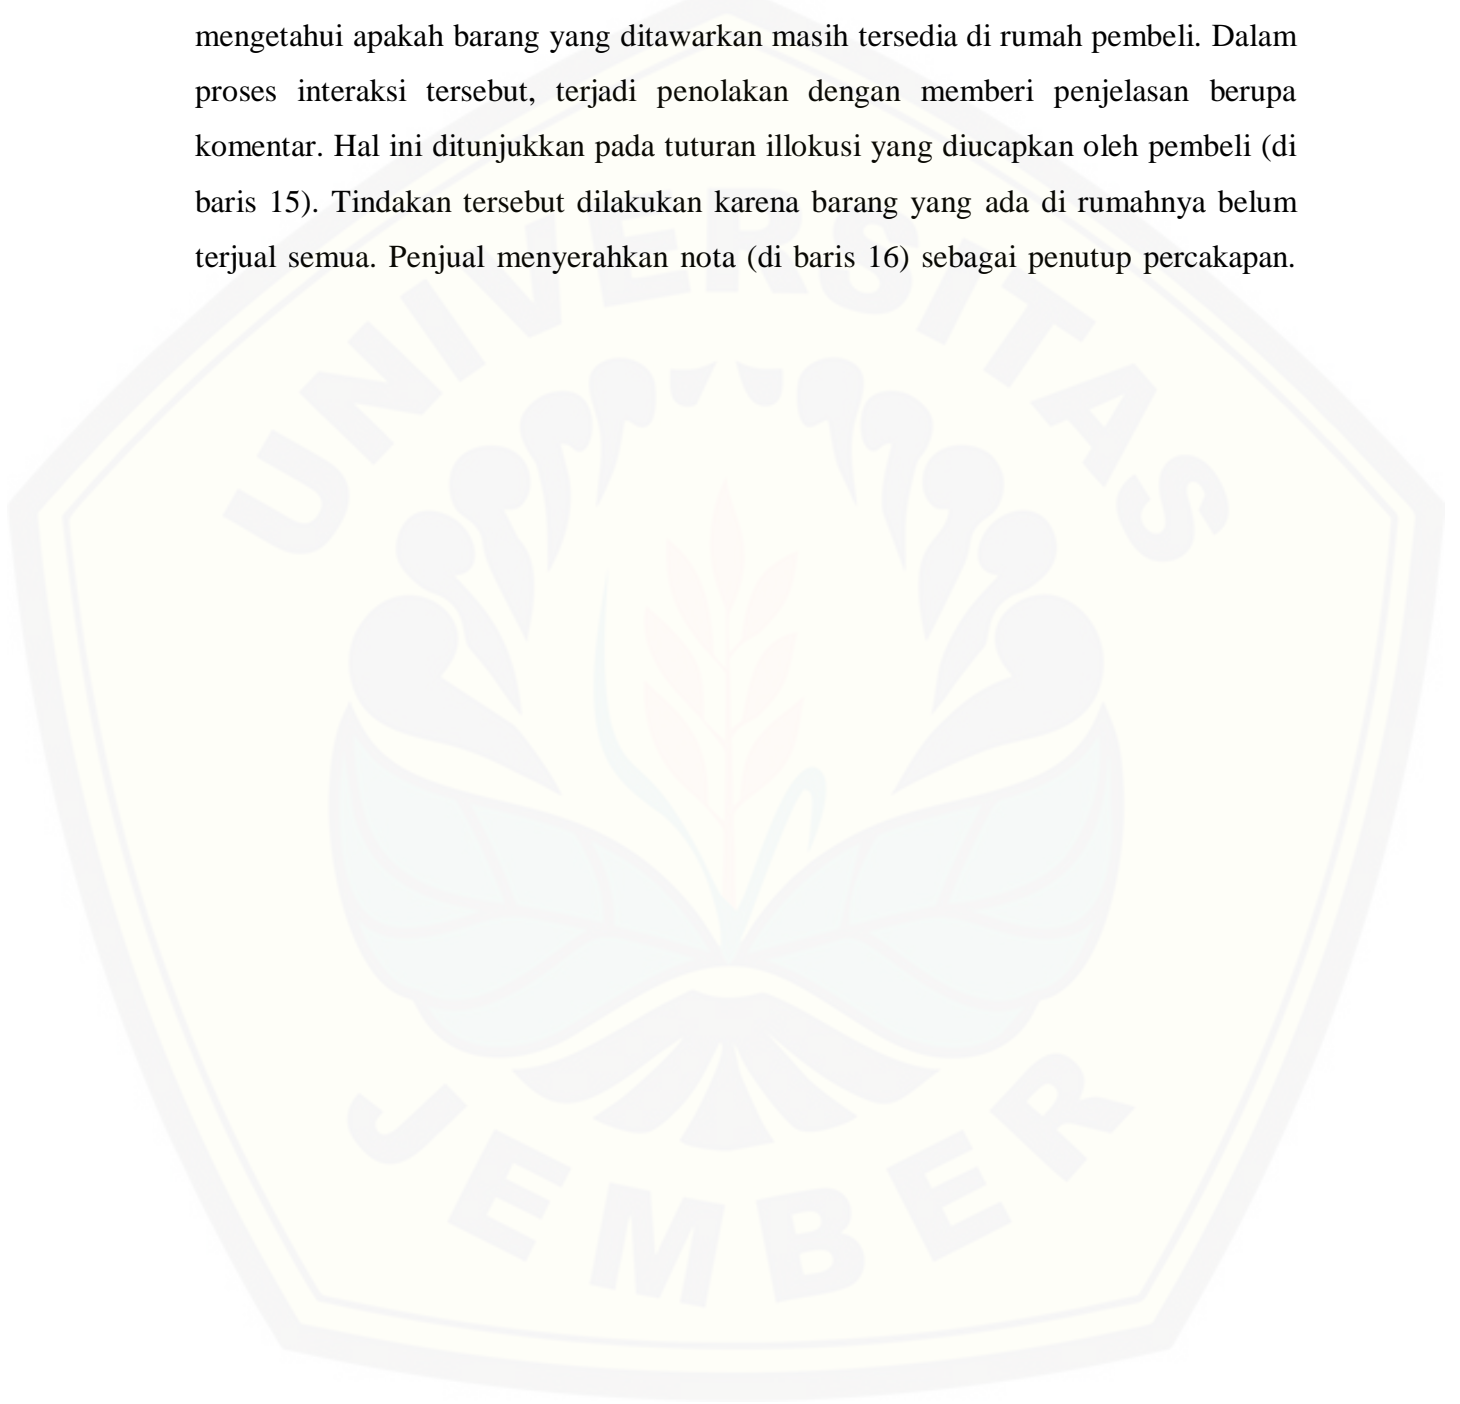 mengetahui apakah barang yang ditawarkan masih tersedia di rumah pembeli. Dalam
proses interaksi tersebut, terjadi penolakan dengan memberi penjelasan berupa
komentar. Hal ini ditunjukkan pada tuturan illokusi yang diucapkan oleh pembeli (di
baris 15). Tindakan tersebut dilakukan karena barang yang ada di rumahnya belum
terjual semua. Penjual menyerahkan nota (di baris 16) sebagai penutup percakapan.
UNIVERSITAS
JEMBER